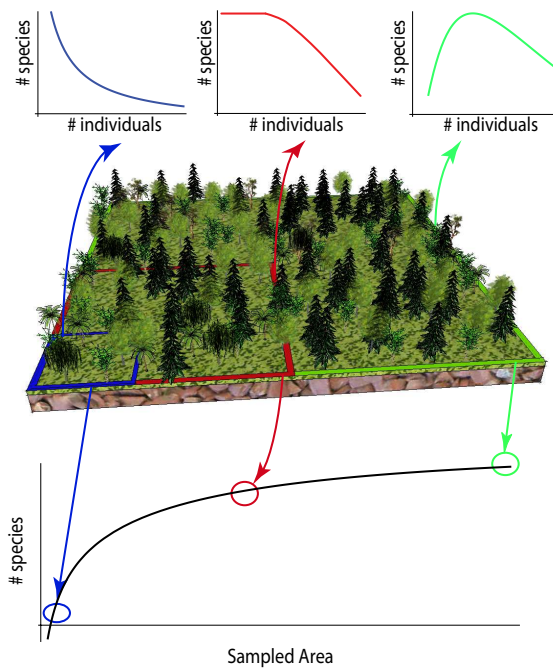 # species
# species
# species
# individuals
# individuals
# individuals
# species
Sampled Area